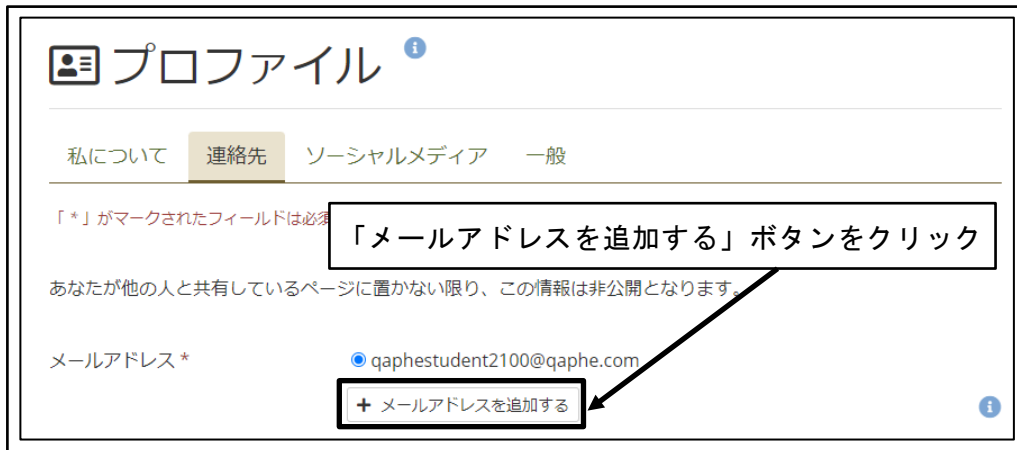 プロファイル
私について 連絡先 ソーシャルメディア 一般
「*」がマークされたフィールドは必須
「メールアドレスを追加する」ボタンをクリック
あなたが他の人と共有しているページに置かない限り、この情報は非公開となります。
メールアドレス * qaphestudent2100@qaphe.com
+ メールアドレスを追加する